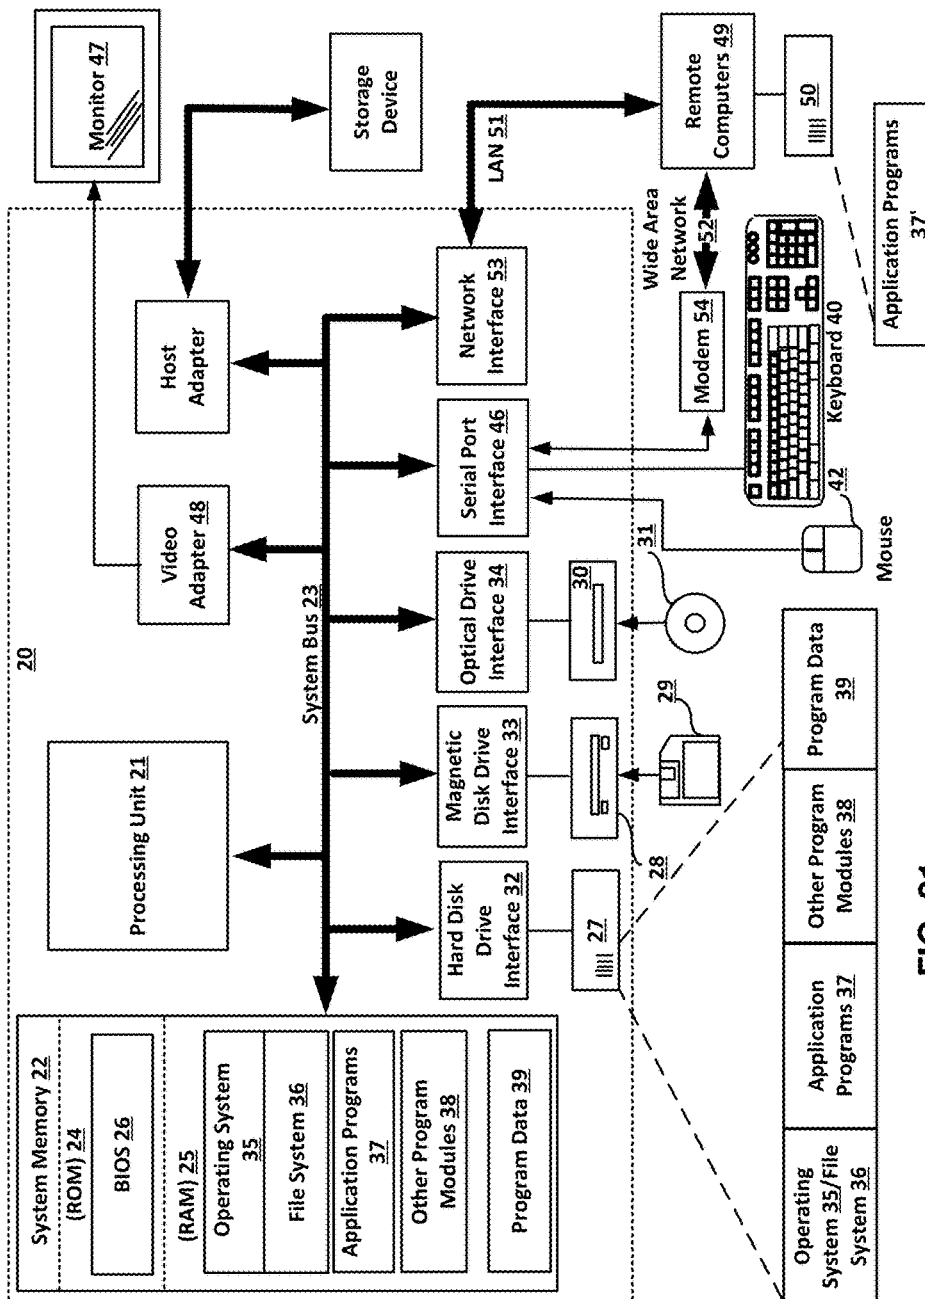 System Memory 22
(ROM) 24
BIOS 26
(RAM) 25
Operating System
35
File System 36
Application Programs
37
Other Program
Modules 38
Program Data 39
Processing Unit 21
20
Video
Adapter 48
Host
Adapter
Monitor 47
Storage
Device
System Bus 23
Hard Disk
Drive
Interface 32
Magnetic
Disk Drive
Interface 33
Optical Drive
Interface 34
Serial Port
Interface 46
Network
Interface 53
LAN 51
27
28
29
30
31
Mouse
42
Keyboard 40
Modem 54
Wide Area
Network
52
Remote
Computers 49
50
Application Programs
37'
Operating
System 35/File
System 36
Application
Programs 37
Other Program
Modules 38
Program Data
39